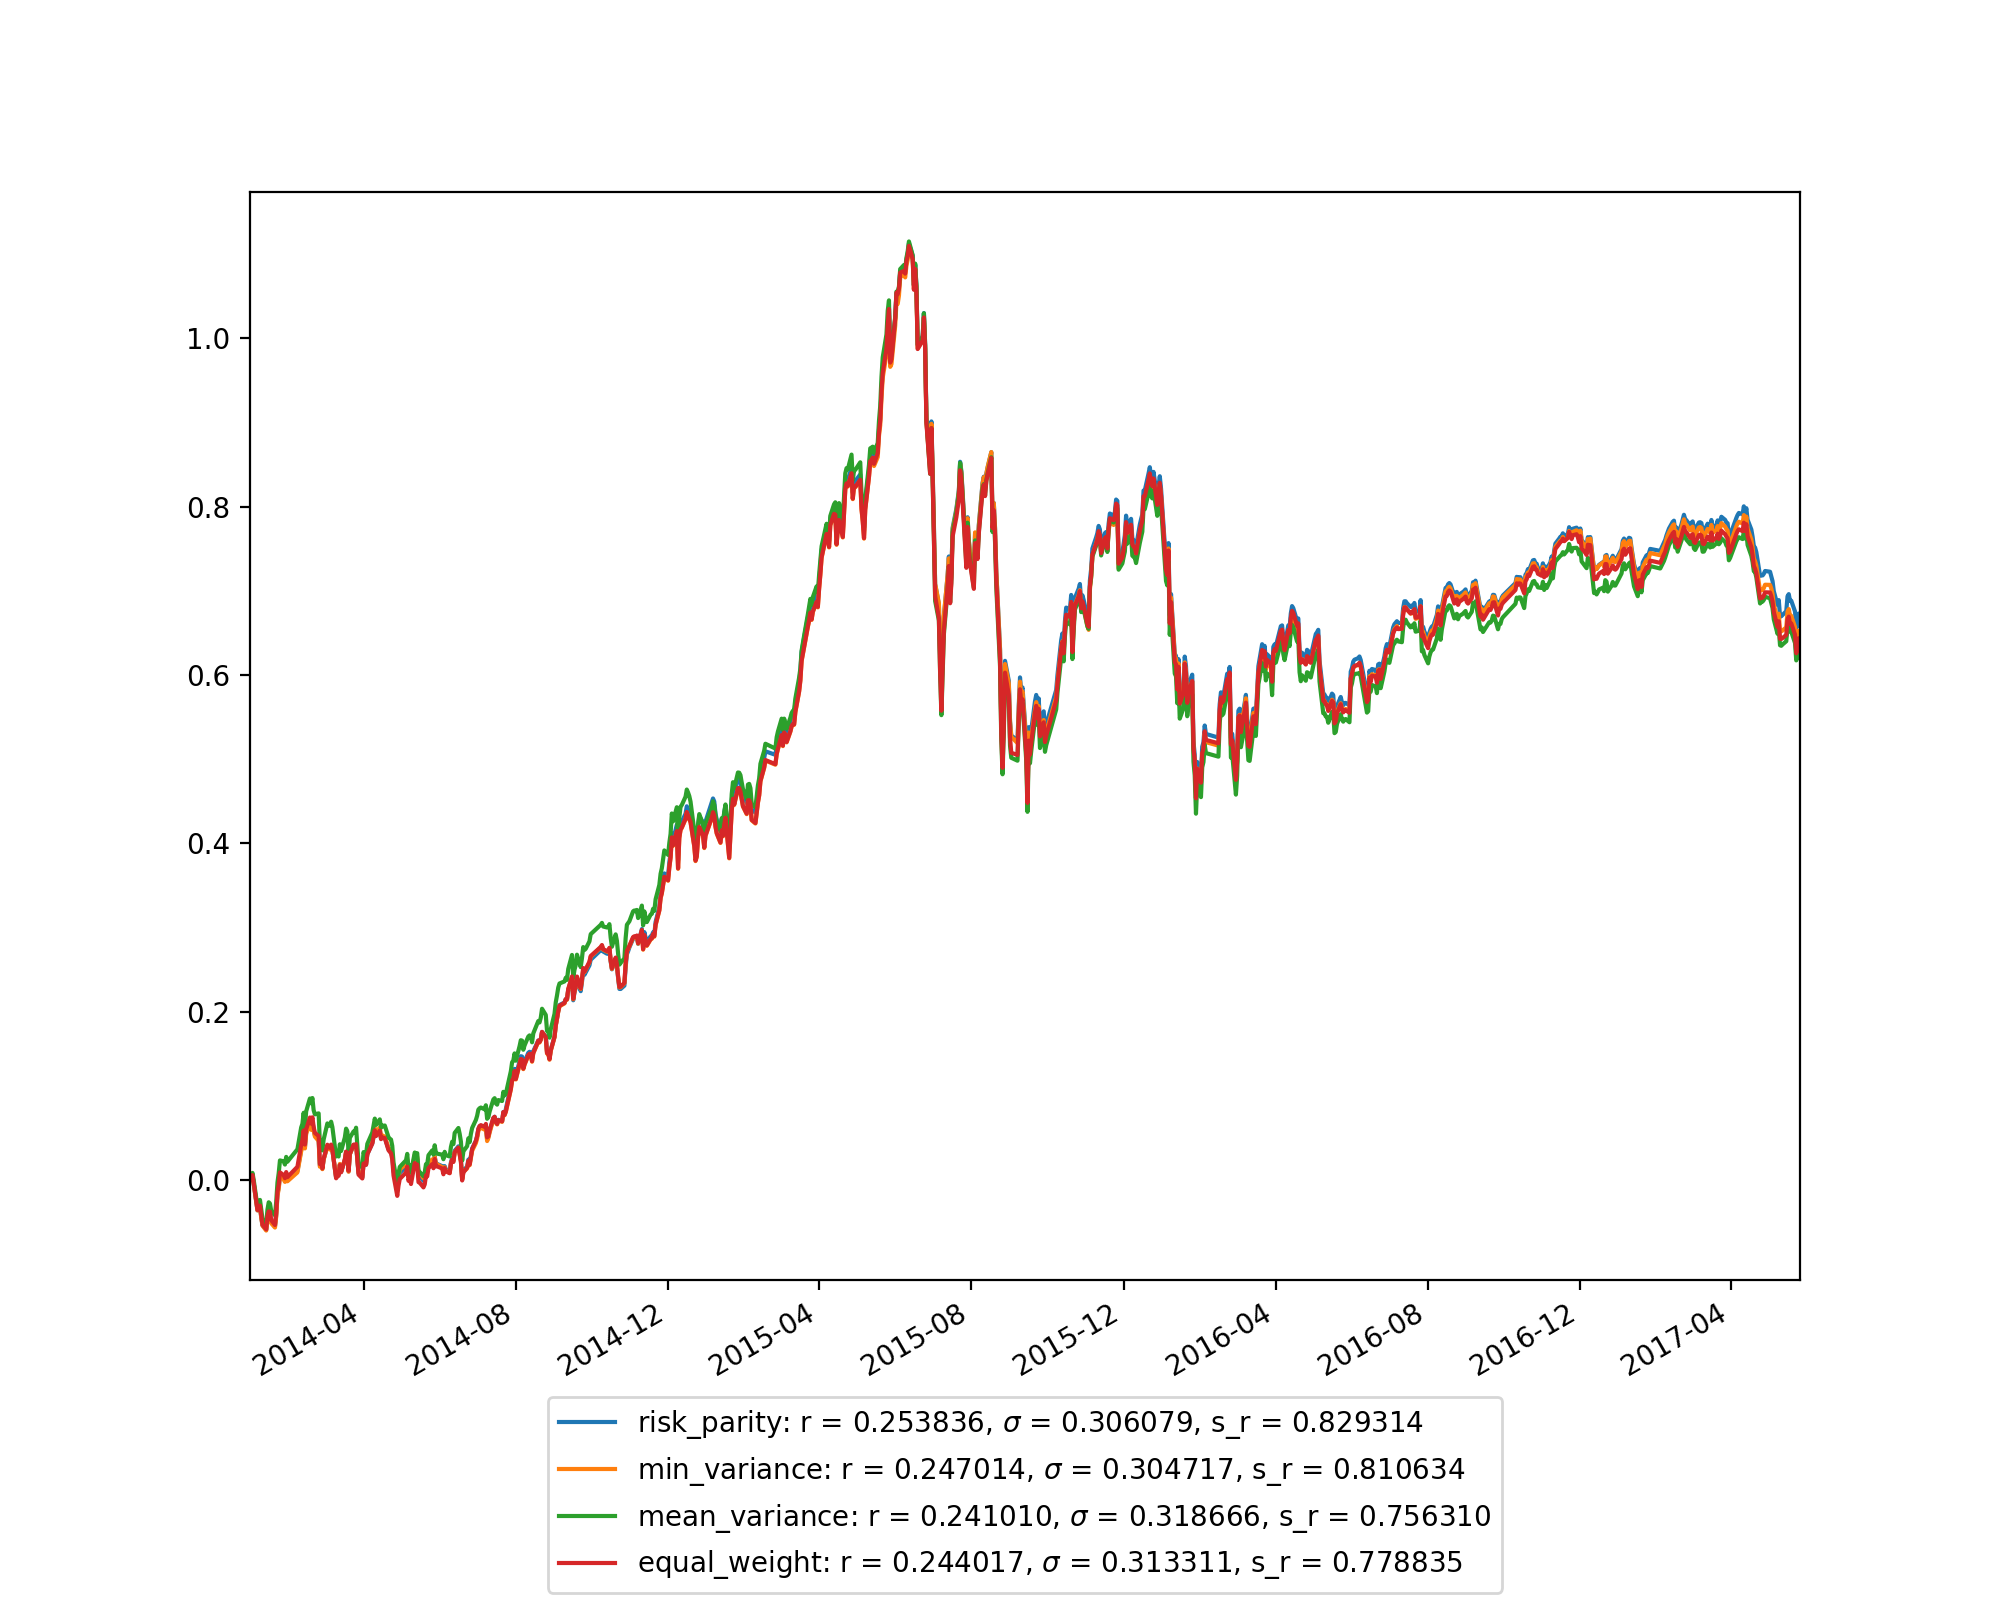 1.0
0.8
0.6
0.4
0.2
0.0
2014-04 2014-08 2014-12 2015-04 2015-08 2015-12 2016-04 2016-08 2016-12 2017-04
risk_parity: r = 0.253836, σ = 0.306079, s_r = 0.829314
min_variance: r = 0.247014, σ = 0.304717, s_r = 0.810634
mean_variance: r = 0.241010, σ = 0.318666, s_r = 0.756310
equal_weight: r = 0.244017, σ = 0.313311, s_r = 0.778835